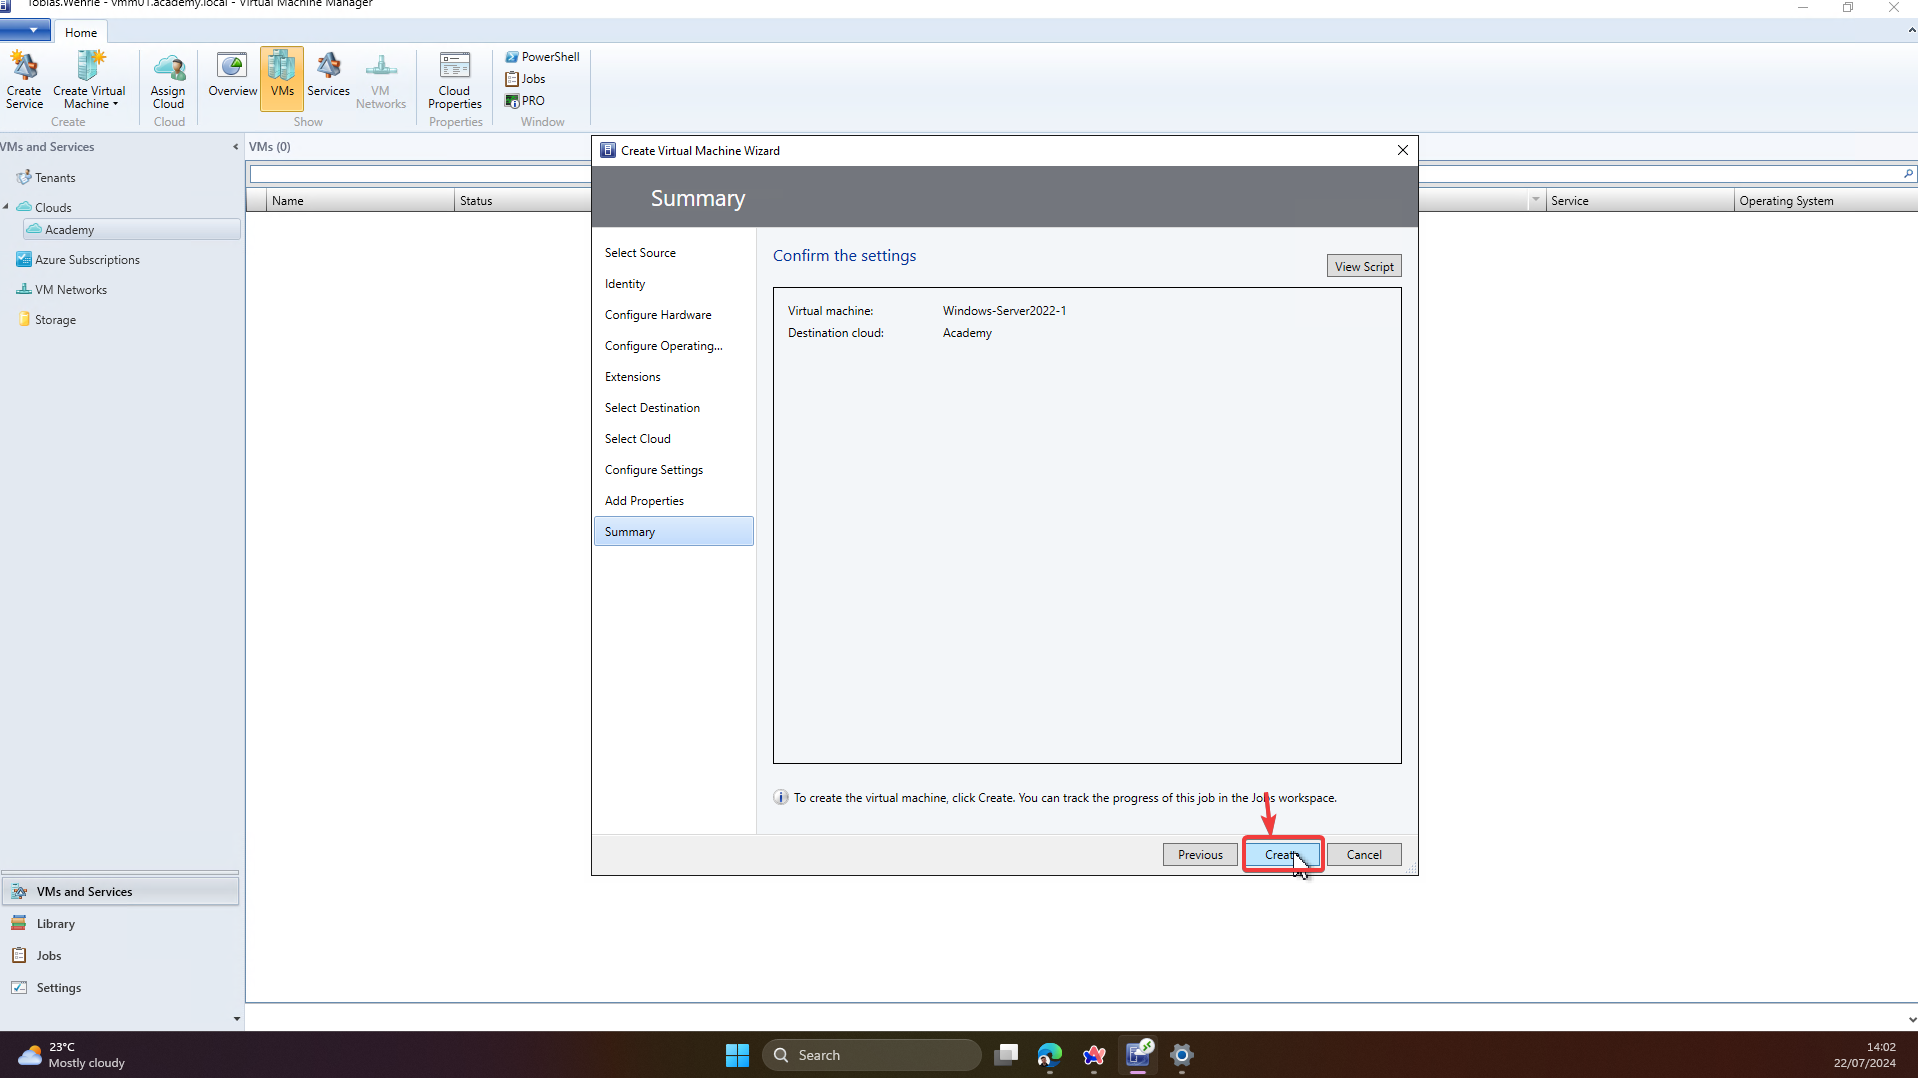 Tobias.Wehrle - vmm01.academy.local - Virtual Machine Manager
Home
Create Service
Create Virtual Machine
Create
Assign Cloud
Cloud
Overview
VMs
Services
VM Networks
Show
Cloud Properties
Properties
PowerShell
Jobs
PRO
Window
VMs and Services
Tenants
Clouds
Academy
Azure Subscriptions
VM Networks
Storage
VMs and Services
Library
Jobs
Settings
VMs (0)
Name
Status
Service
Operating System
Create Virtual Machine Wizard
Summary
Select Source
Identity
Configure Hardware
Configure Operating...
Extensions
Select Destination
Select Cloud
Configure Settings
Add Properties
Summary
Confirm the settings
View Script
Virtual machine: Windows-Server2022-1
Destination cloud: Academy
To create the virtual machine, click Create. You can track the progress of this job in the Jobs workspace.
Previous
Create
Cancel
23°C
Mostly cloudy
Search
14:02
22/07/2024